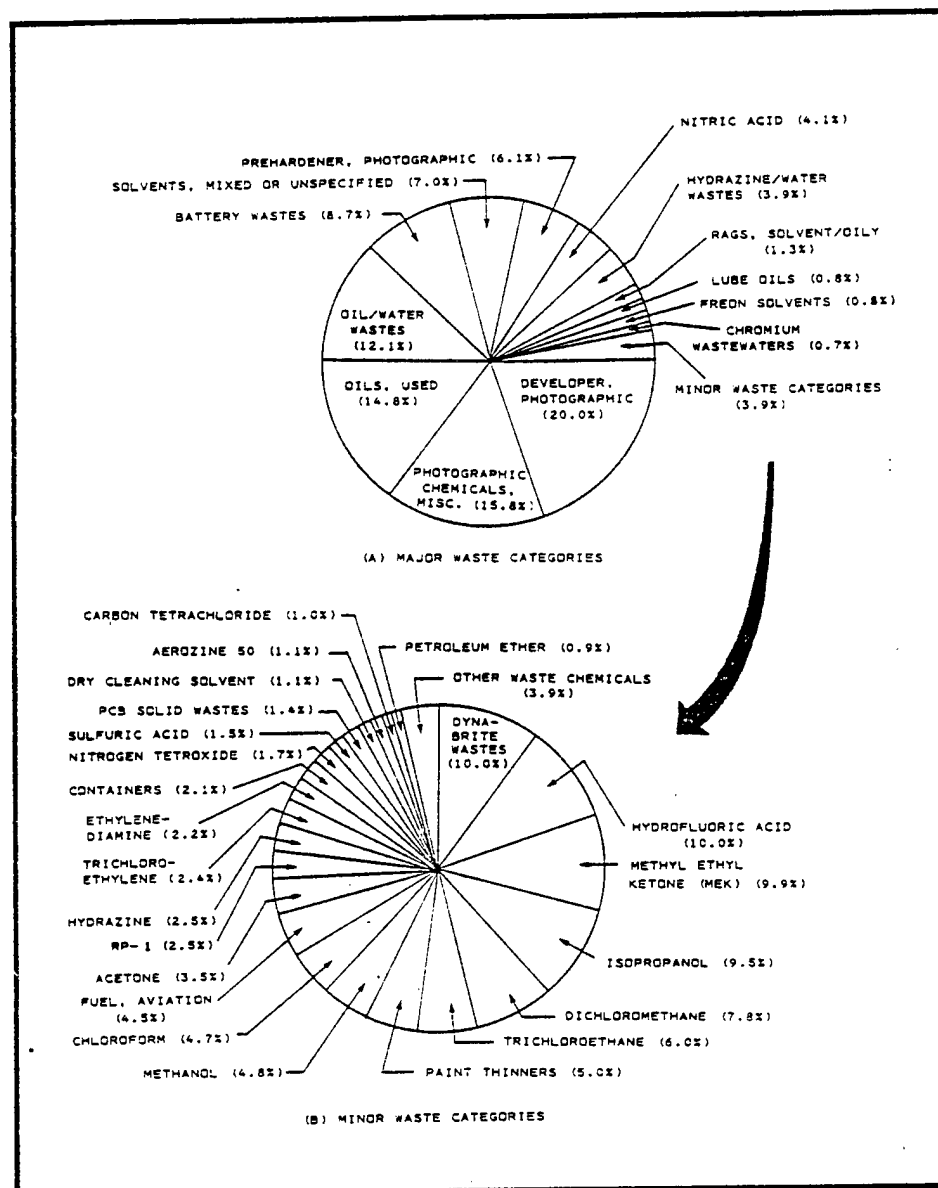 NITRIC ACID (4.1%)
PREHARDENER, PHOTOGRAPHIC (6.1%)
SOLVENTS, MIXED OR UNSPECIFIED (7.0%)
HYDRAZINE/WATER
WASTES (3.9%)
BATTERY WASTES (8.7%)
RAGS, SOLVENT/OILY
(1.3%)
LUBE OILS (0.8%)
FREON SOLVENTS (0.8%)
CHROMIUM
WASTEWATERS (0.7%)
OIL/WATER
WASTES
(12.1%)
OILS, USED
(14.8%)
DEVELOPER,
PHOTOGRAPHIC
(20.0%)
MINOR WASTE CATEGORIES
(3.9%)
PHOTOGRAPHIC
CHEMICALS,
MISC. (15.8%)
(A) MAJOR WASTE CATEGORIES
CARBON TETRACHLORIDE (1.0%)
AEROZINE 50 (1.1%)
PETROLEUM ETHER (0.9%)
DRY CLEANING SOLVENT (1.1%)
OTHER WASTE CHEMICALS
(3.9%)
PCB SOLID WASTES (1.4%)
DYNA-
BRITE
WASTES
(10.0%)
SULFURIC ACID (1.5%)
NITROGEN TETROXIDE (1.7%)
CONTAINERS (2.1%)
ETHYLENE-
DIAMINE (2.2%)
HYDROFLUORIC ACID
(10.0%)
TRICHLORO-
ETHYLENE (2.4%)
METHYL ETHYL
KETONE (MEK) (9.9%)
HYDRAZINE (2.5%)
RP-1 (2.5%)
ISOPROPANOL (9.5%)
ACETONE (3.5%)
FUEL, AVIATION
(4.5%)
DICHLOROMETHANE (7.8%)
CHLOROFORM (4.7%)
TRICHLOROETHANE (6.0%)
METHANOL (4.8%)
PAINT THINNERS (5.0%)
(B) MINOR WASTE CATEGORIES